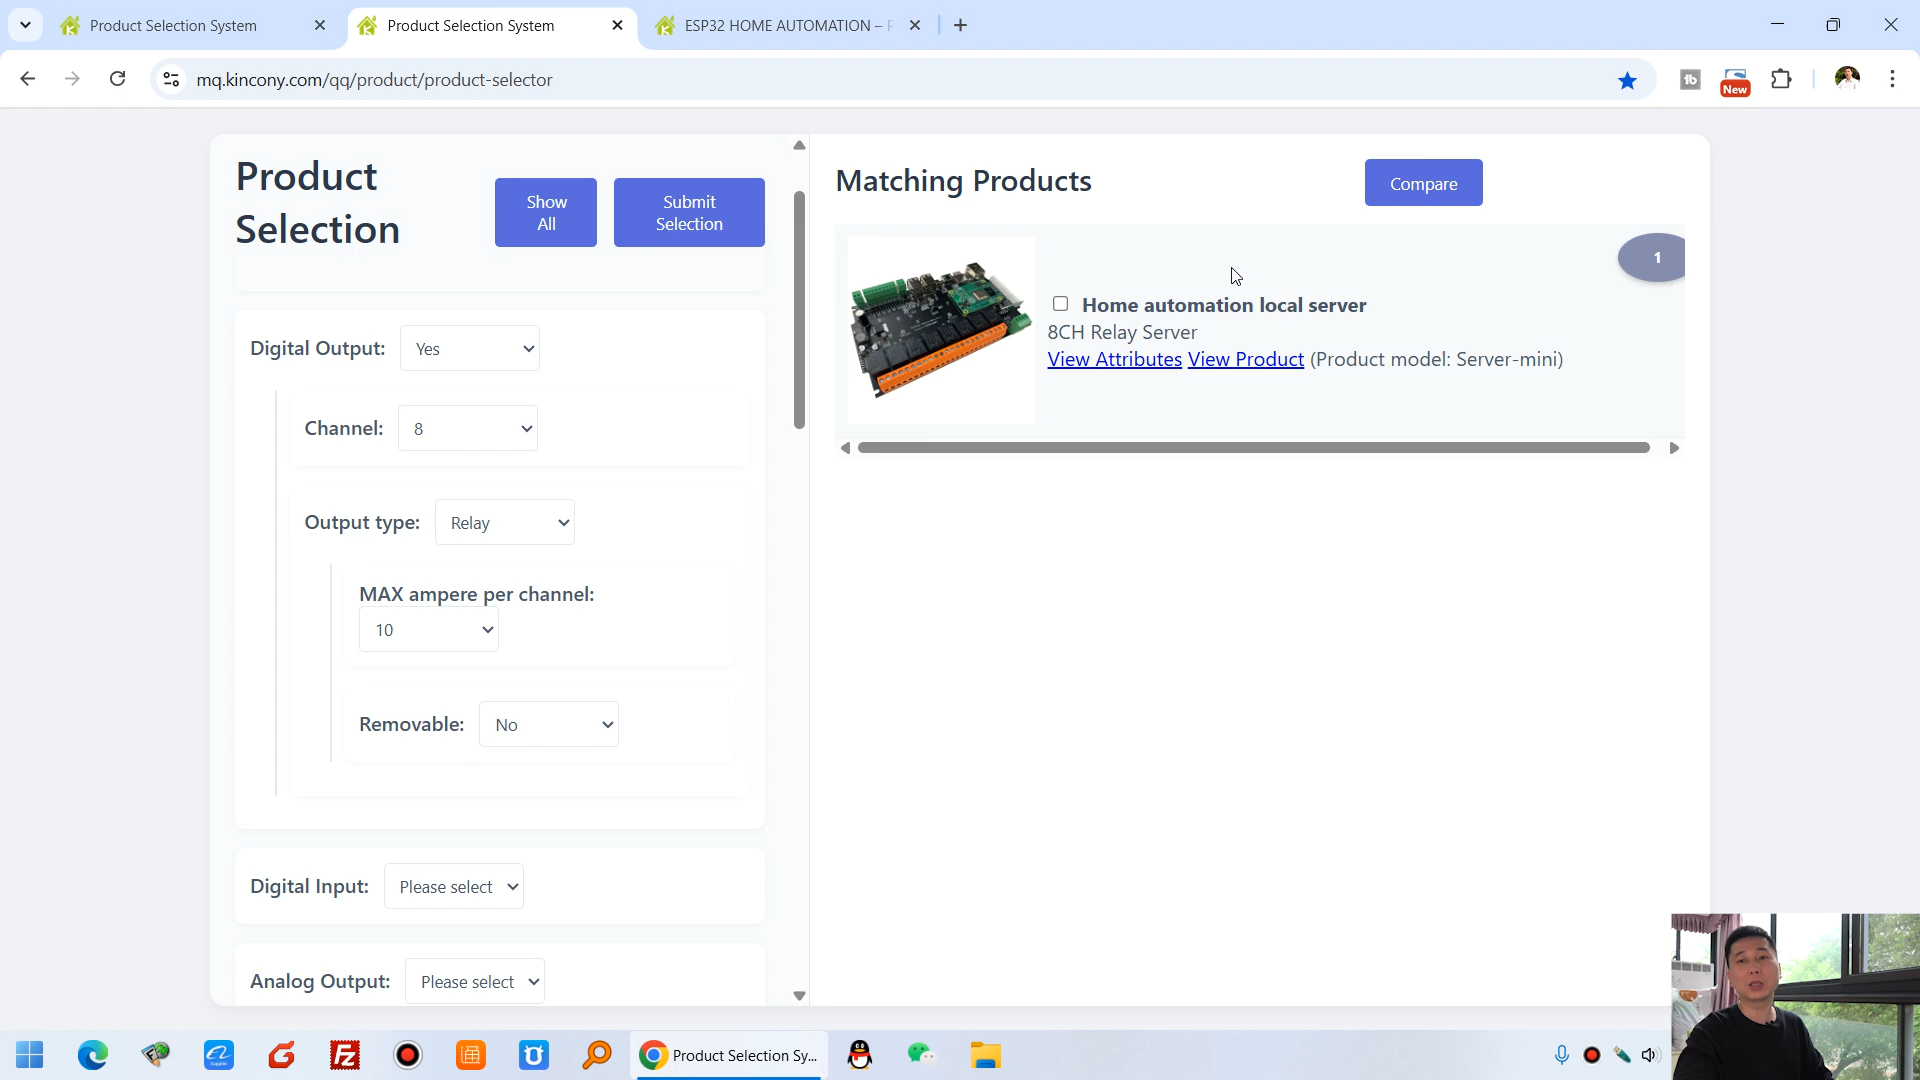 Product Selection System
Product Selection System
ESP32 HOME AUTOMATION –
mq.kincony.com/qq/product/product-selector
New
Product
Selection
Show
All
Submit
Selection
Digital Output:
Yes
Channel:
8
Output type:
Relay
MAX ampere per channel:
10
Removable:
No
Digital Input:
Please select
Analog Output:
Please select
Matching Products
Compare
1
Home automation local server
8CH Relay Server
View Attributes View Product (Product model: Server-mini)
Product Selection Sy...